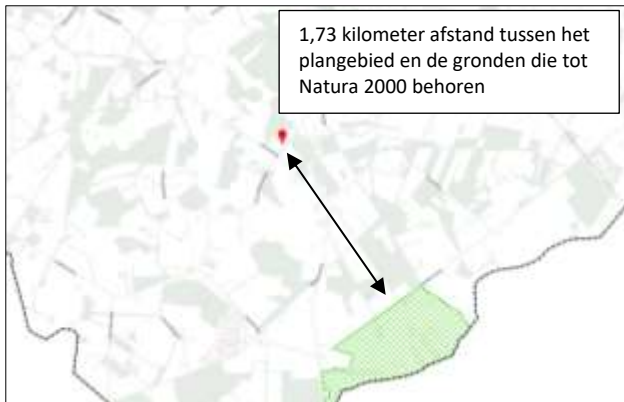 1,73 kilometer afstand tussen het
plangebied en de gronden die tot
Natura 2000 behoren